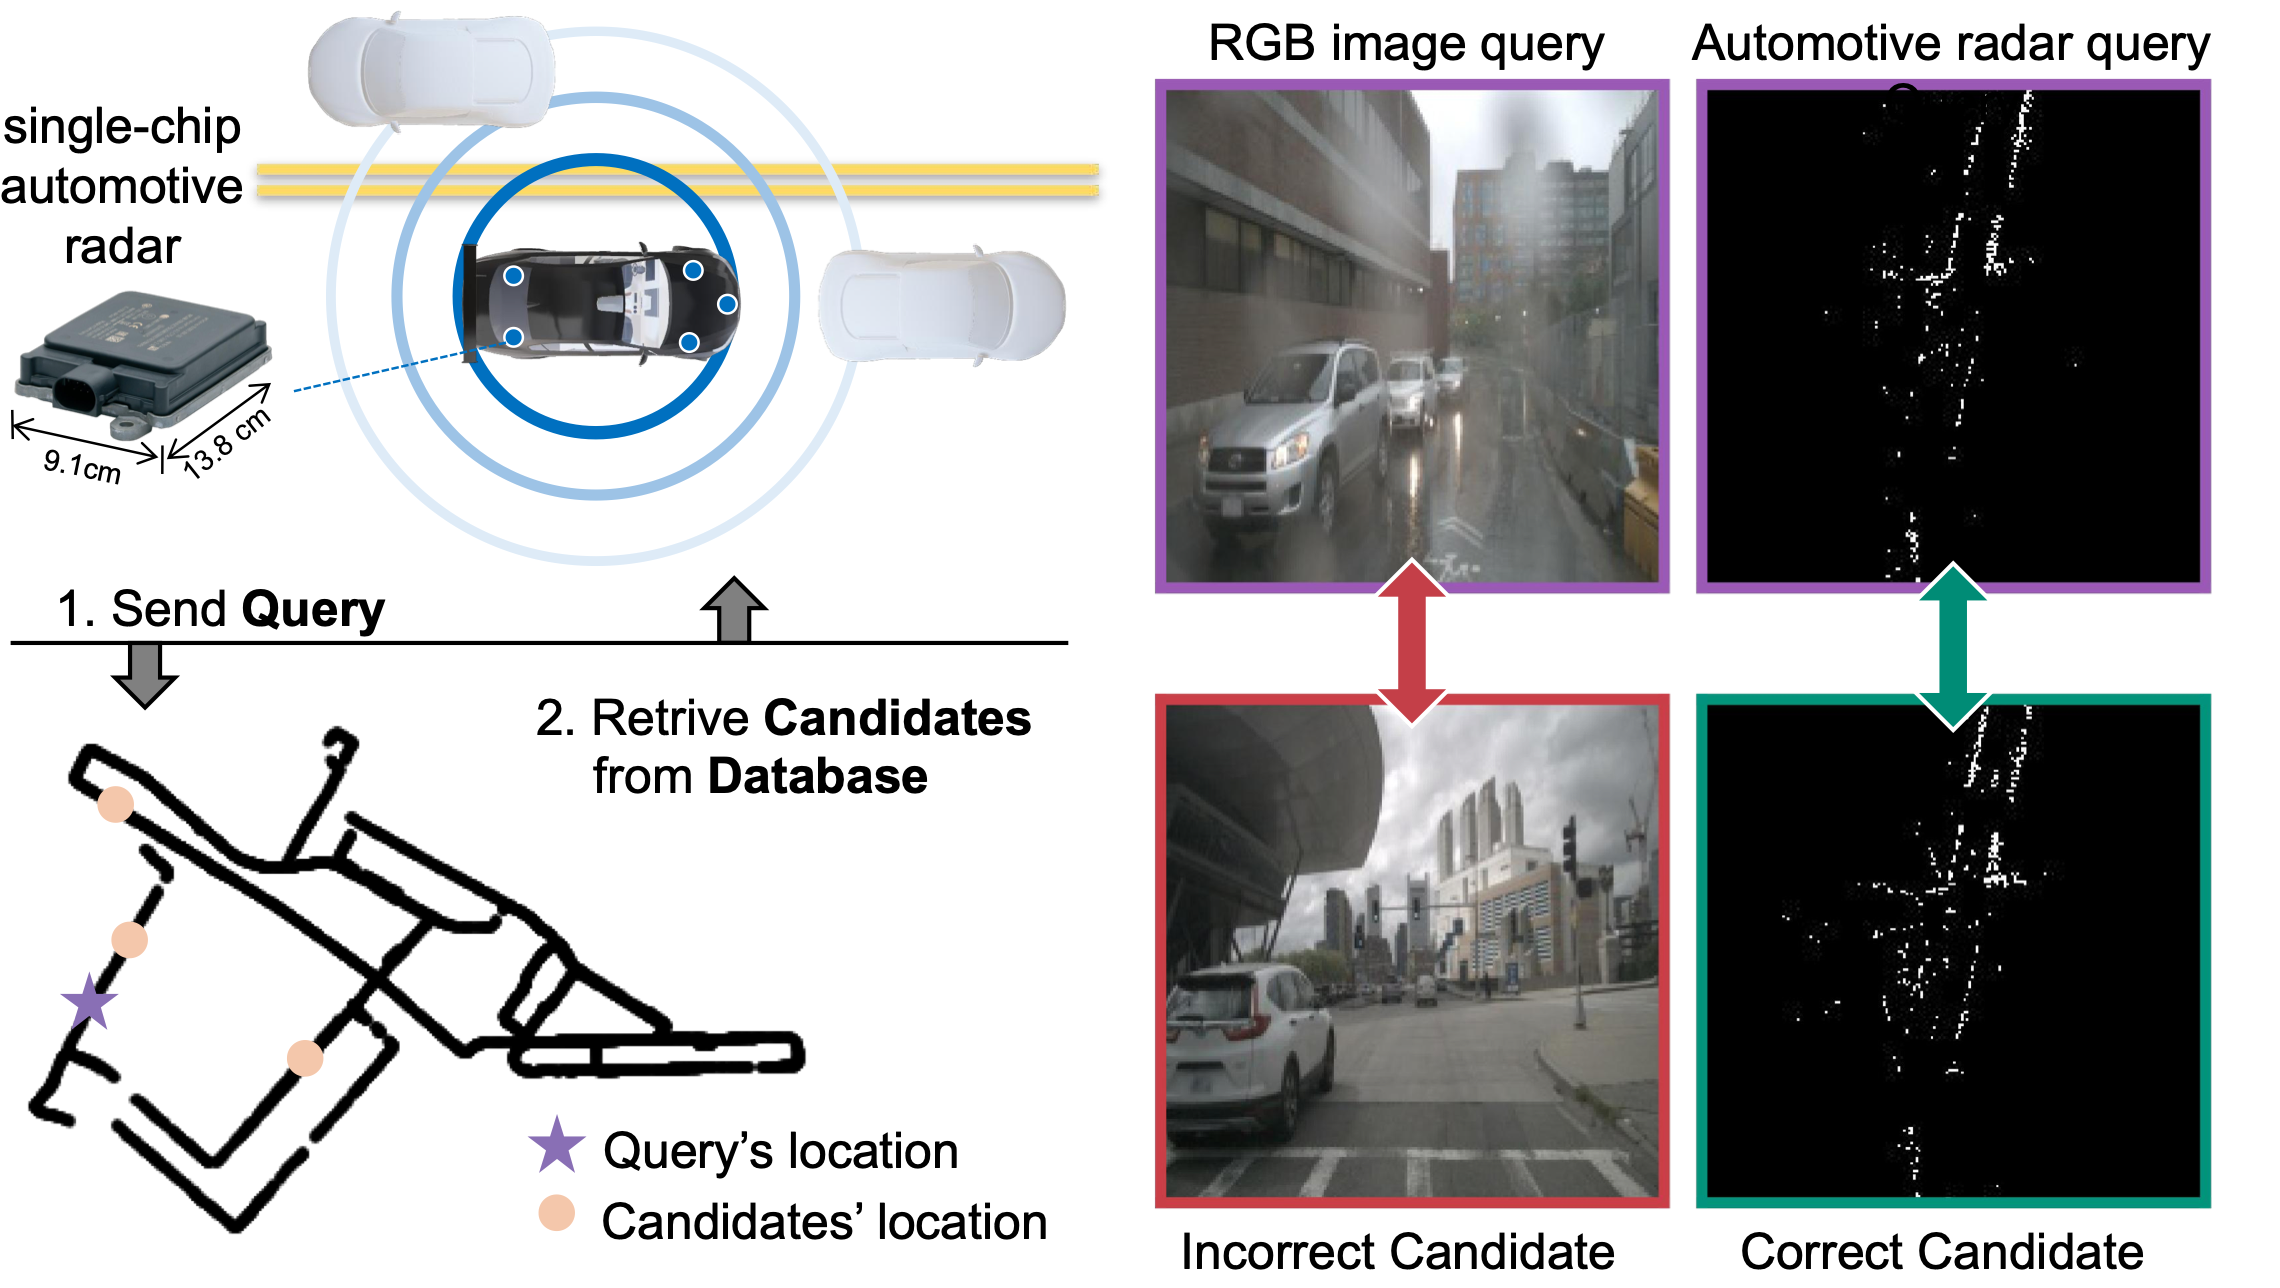 single-chip
automotive
radar
9.1cm
13.8 cm
1. Send Query
2. Retrive Candidates
from Database
Query's location
Candidates' location
RGB image query
Automotive radar query
Incorrect Candidate
Correct Candidate